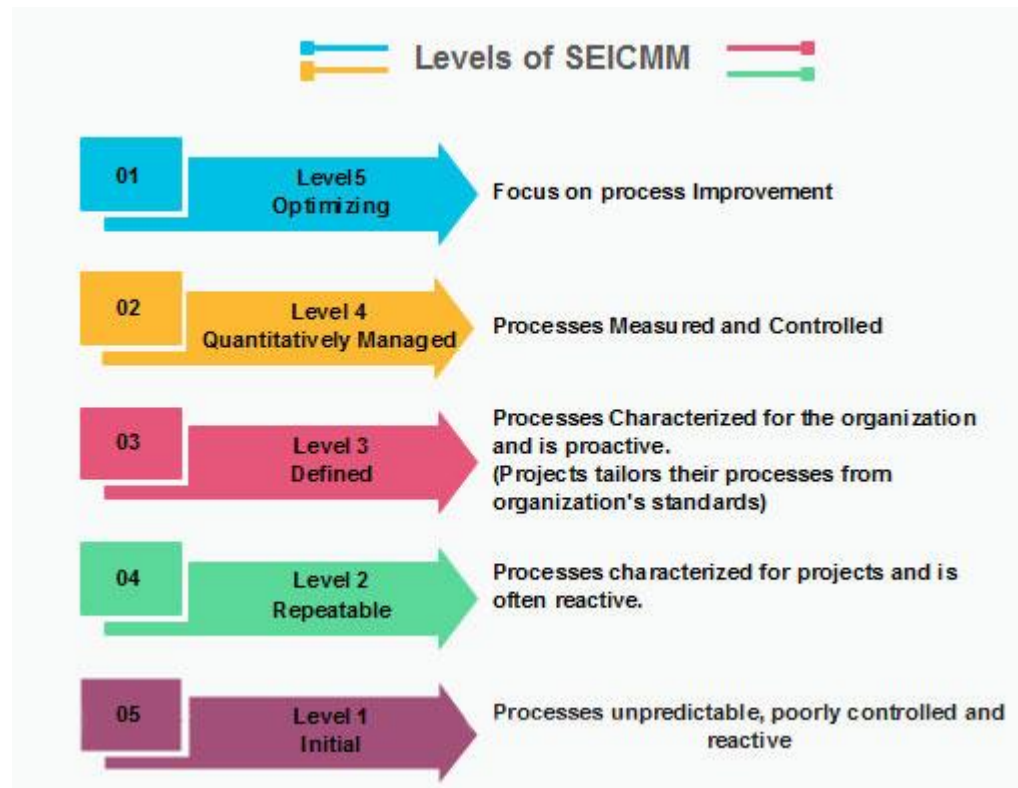 Levels of SEICMM
01
Level5
Optimizing
Focus on process Improvement
02
Level 4
Quantitatively Managed
Processes Measured and Controlled
03
Level 3
Defined
Processes Characterized for the organization
and is proactive.
(Projects tailors their processes from
organization's standards)
04
Level 2
Repeatable
Processes characterized for projects and is
often reactive.
05
Level 1
Initial
Processes unpredictable, poorly controlled and
reactive